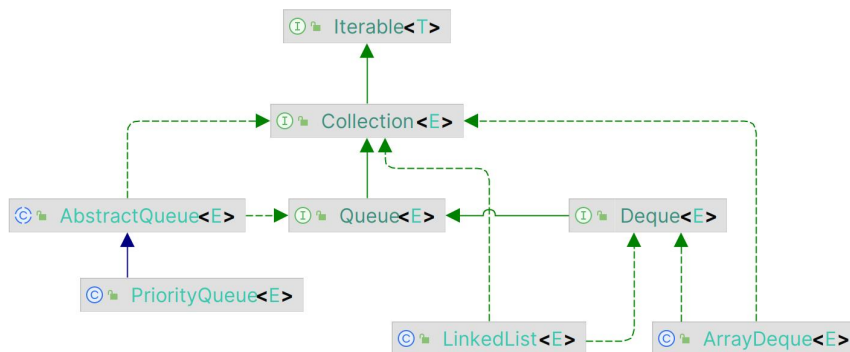 Iterable<T>
Collection<E>
AbstractQueue<E>
Queue<E>
Deque<E>
PriorityQueue<E>
LinkedList<E>
ArrayDeque<E>